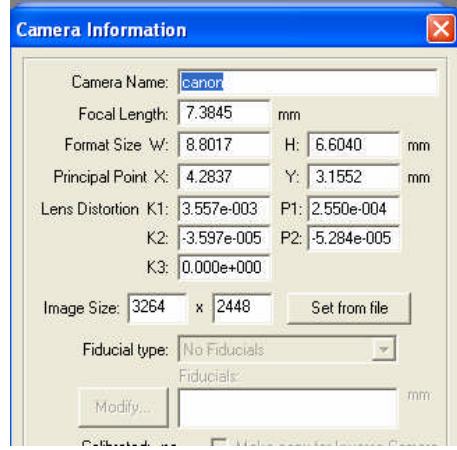 Camera Information
Camera Name: canon
Focal Length: 7.3845 mm
Format Size W: 8.8017 H: 6.6040 mm
Principal Point X: 4.2837 Y: 3.1552 mm
Lens Distortion K1: 3.557e-003 P1: 2.550e-004
K2: -3.597e-005 P2: -5.284e-005
K3: 0.000e+000
Image Size: 3264 x 2448 Set from file
Fiducial type: No Fiducials
Fiducials:
Modify... mm